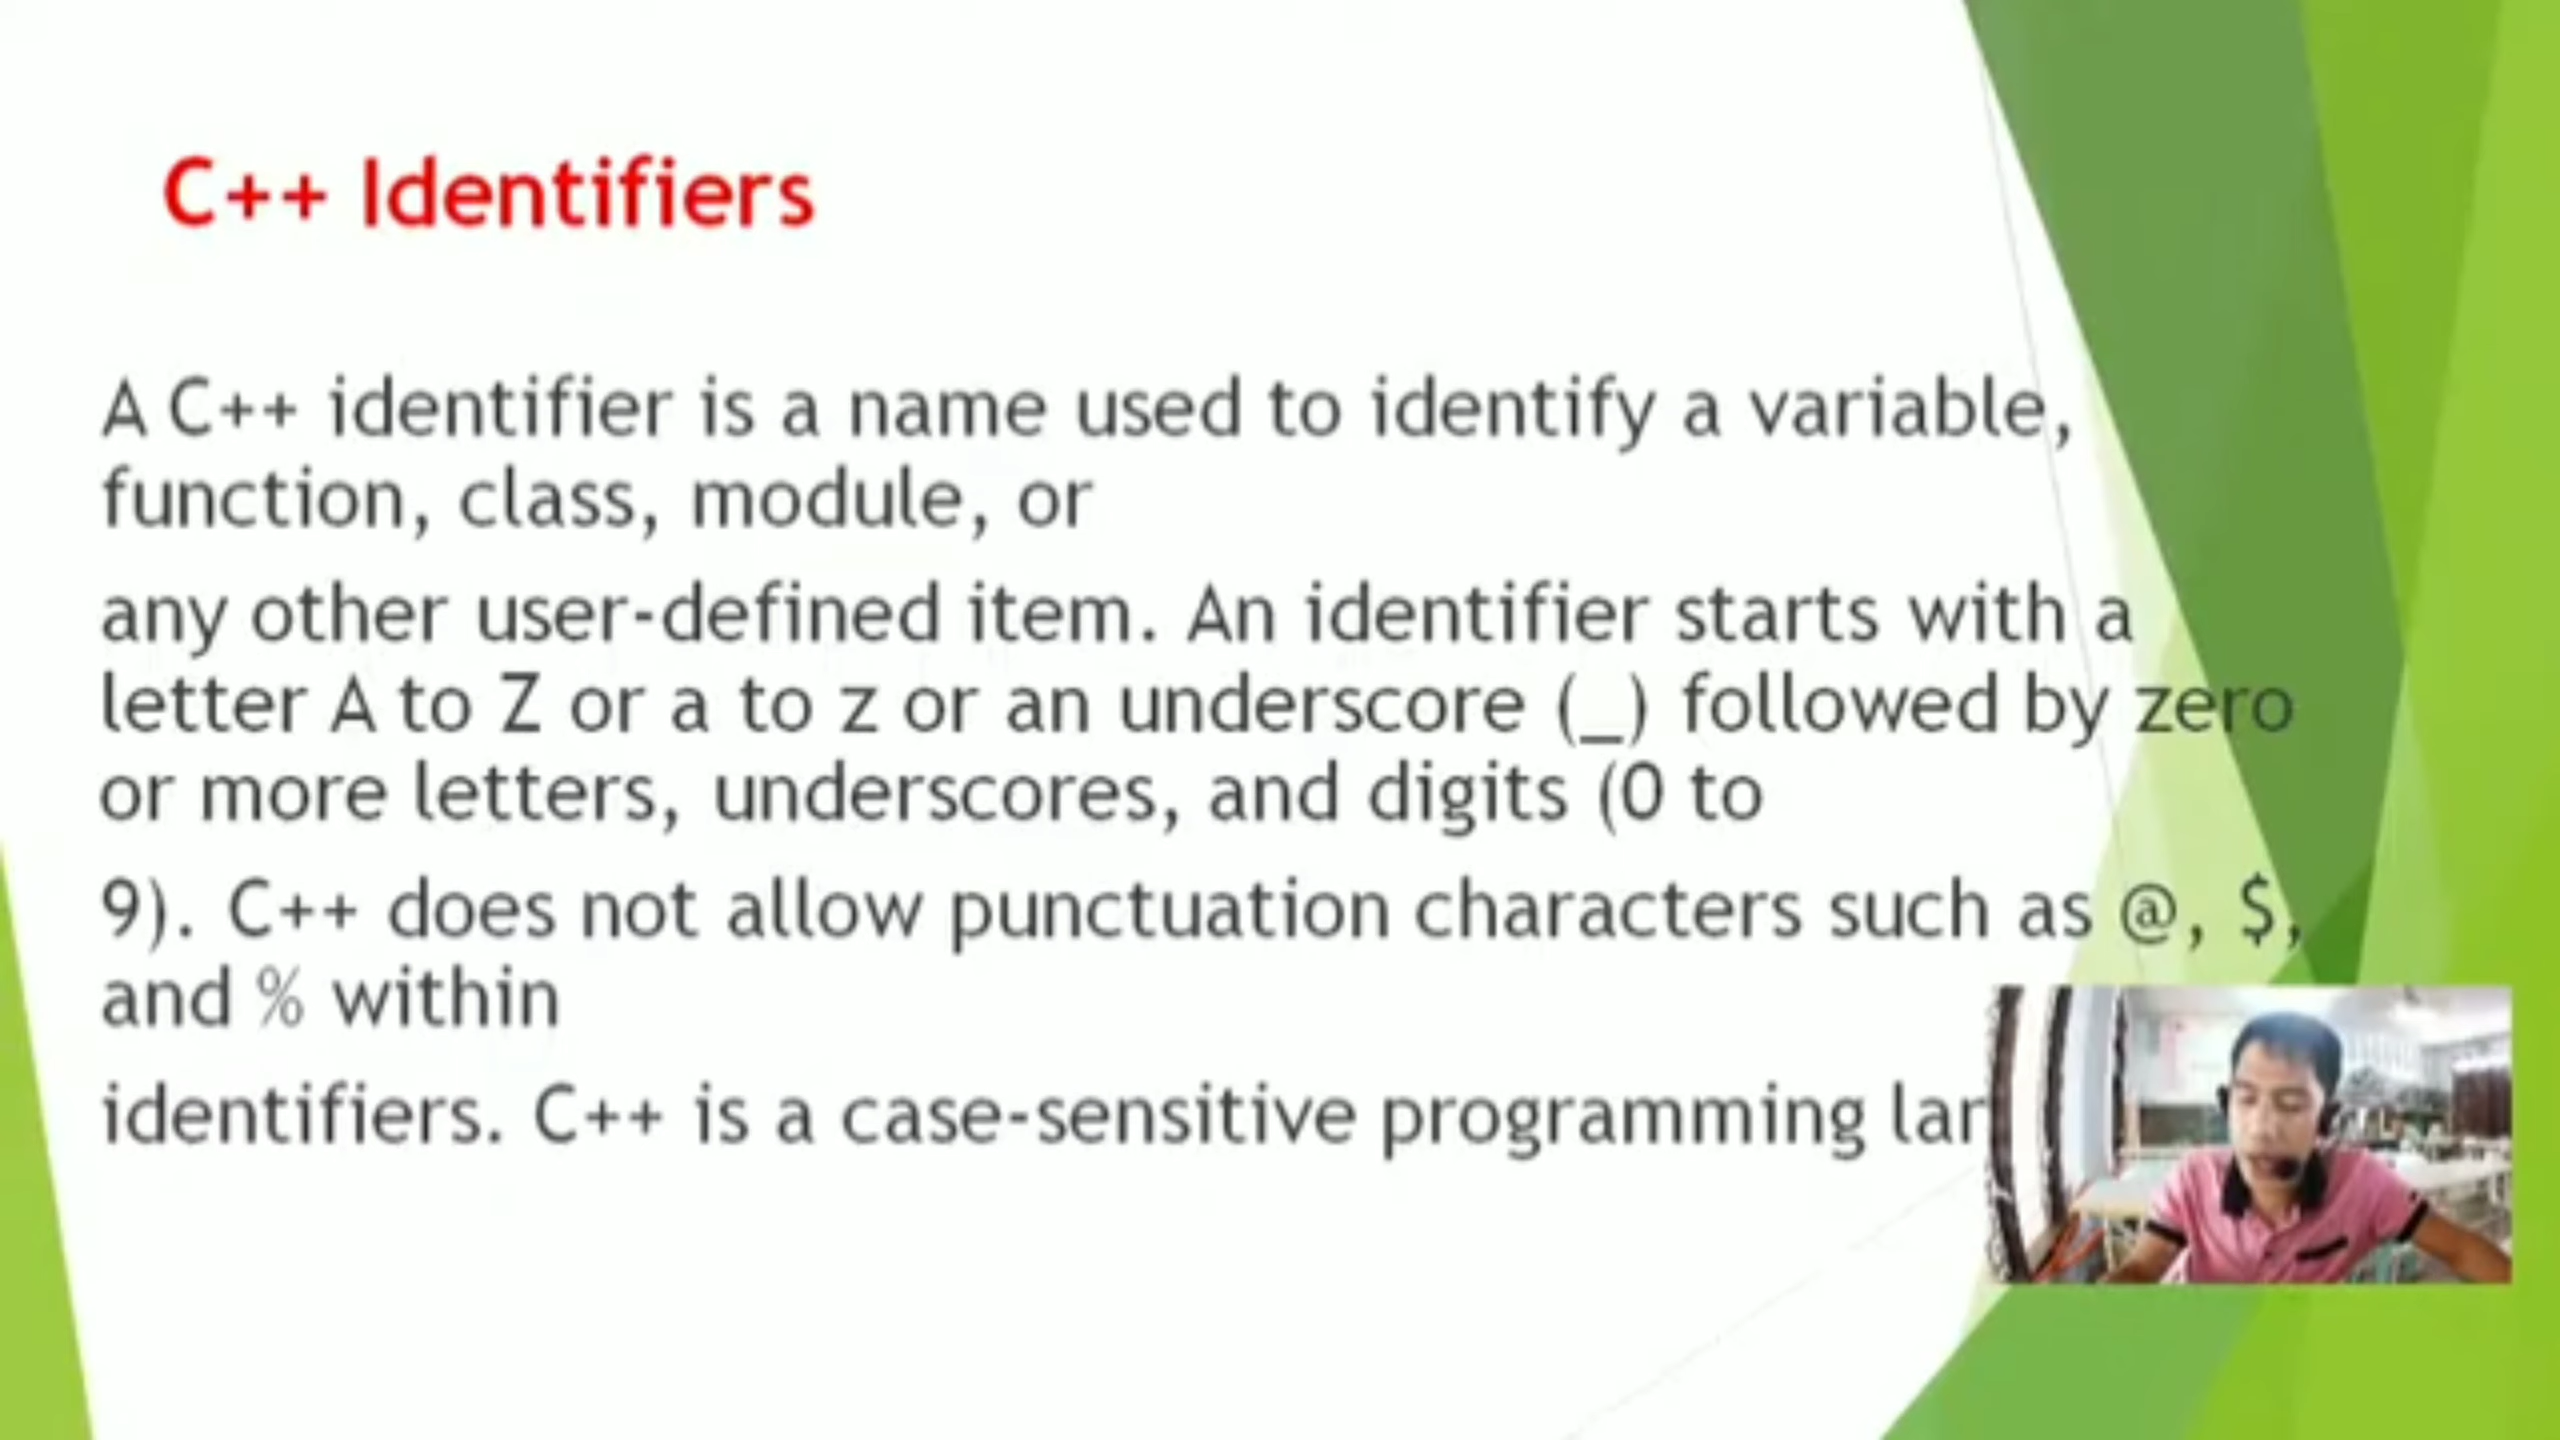 C++ Identifiers
A C++ identifier is a name used to identify a variable,
function, class, module, or
any other user-defined item. An identifier starts with a
letter A to Z or a to z or an underscore (_) followed by zero
or more letters, underscores, and digits (0 to
9). C++ does not allow punctuation characters such as @, $,
and % within
identifiers. C++ is a case-sensitive programming